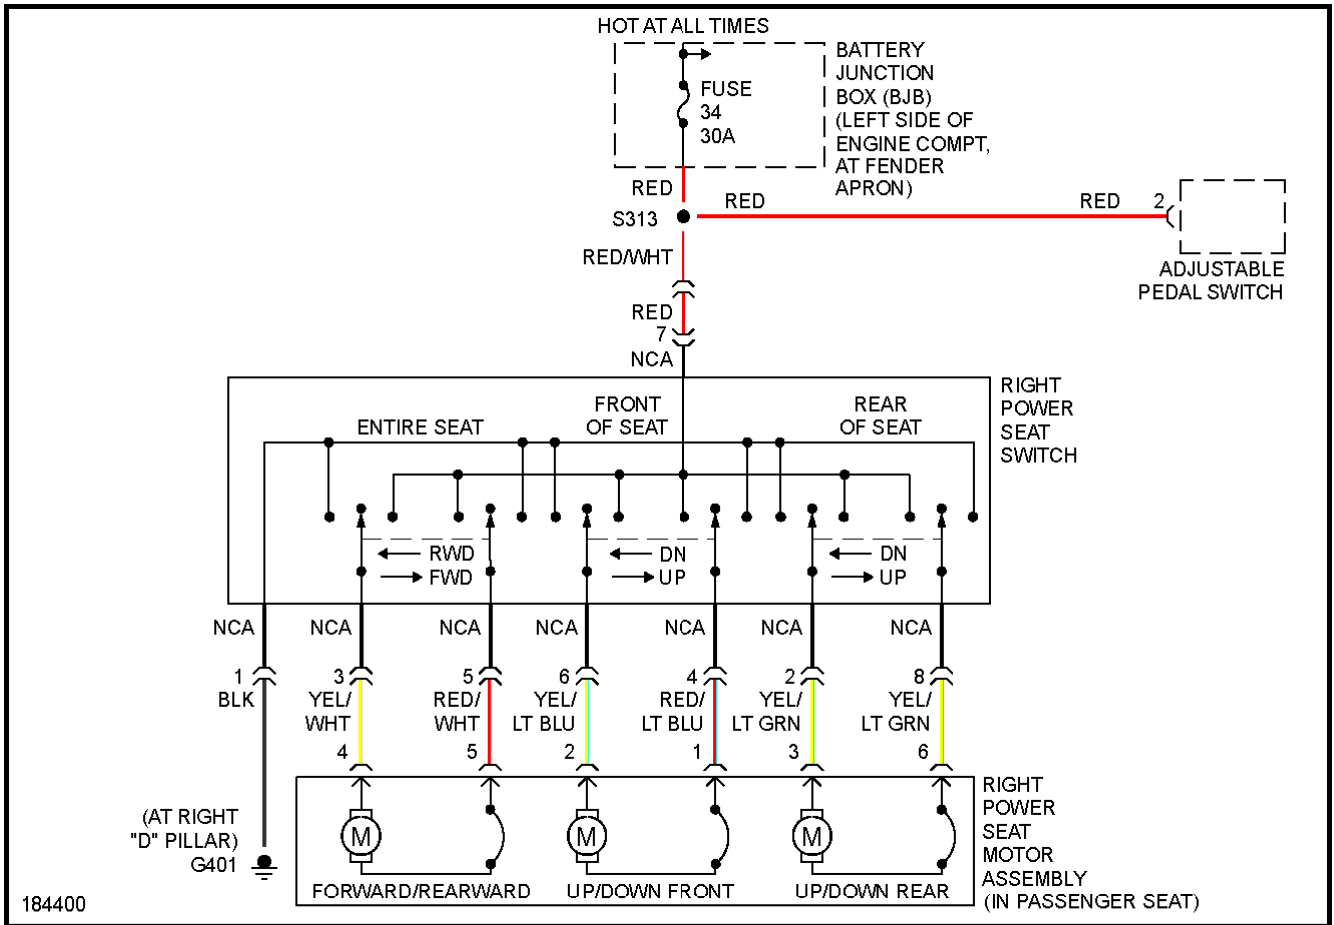 HOT AT ALL TIMES
BATTERY
JUNCTION
BOX (BJB)
(LEFT SIDE OF
ENGINE COMPT,
AT FENDER
APRON)
FUSE
34
30A
RED
S313
RED
RED
2
ADJUSTABLE
PEDAL SWITCH
RED/WHT
RED
7
NCA
RIGHT
POWER
SEAT
SWITCH
ENTIRE SEAT
FRONT
OF SEAT
REAR
OF SEAT
RWD
FWD
DN
UP
DN
UP
NCA
NCA
NCA
NCA
NCA
NCA
NCA
1
3
5
6
4
2
8
BLK
YEL/
WHT
RED/
WHT
YEL/
LT BLU
RED/
LT BLU
YEL/
LT GRN
YEL/
LT GRN
4
5
2
1
3
6
(AT RIGHT
"D" PILLAR)
G401
M
M
M
FORWARD/REARWARD
UP/DOWN FRONT
UP/DOWN REAR
RIGHT
POWER
SEAT
MOTOR
ASSEMBLY
(IN PASSENGER SEAT)
184400